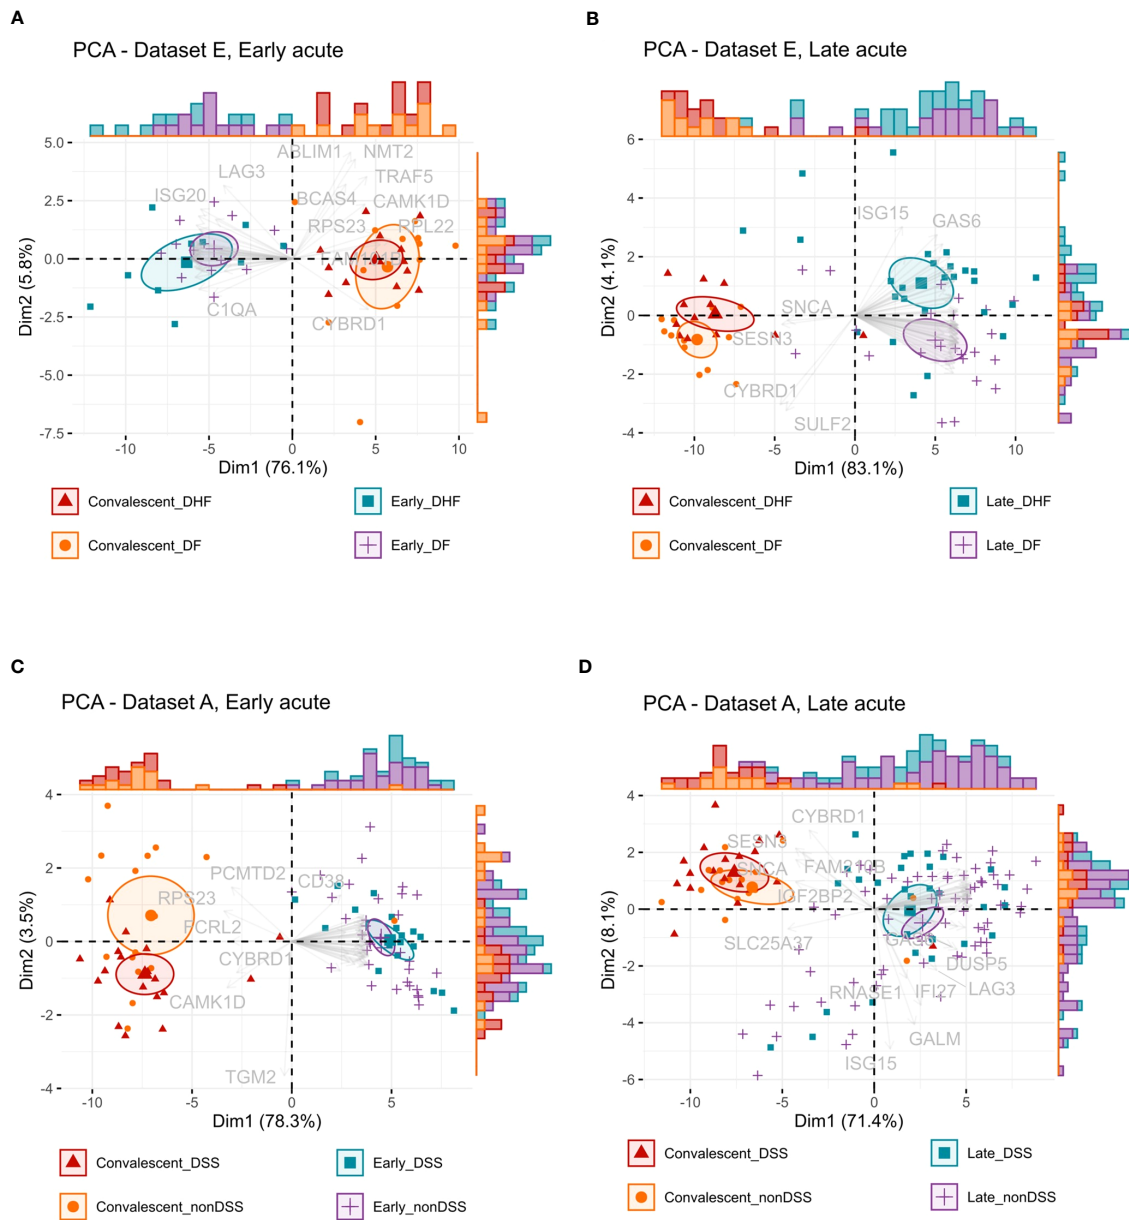 A
B
PCA - Dataset E, Early acute
PCA - Dataset E, Late acute
5.0
2.5
0.0
-2.5
-5.0
-7.5
Dim2 (5.8%)
ABLIM1
NMT2
LAG3
TRAF5
ISG20
BCAS4
CAMK1D
RPS23
RPL22
C1QA
CYBRD1
-10
-5
0
5
10
Dim1 (76.1%)
6
4
2
0
-2
-4
Dim2 (4.1%)
ISG15
GAS6
SNCA
SESN3
CYBRD1
SULF2
-10
-5
0
5
10
Dim1 (83.1%)
Convalescent_DHF
Early_DHF
Convalescent_DF
Early_DF
Convalescent_DHF
Late_DHF
Convalescent_DF
Late_DF
C
D
PCA - Dataset A, Early acute
PCA - Dataset A, Late acute
4
2
0
-2
-4
Dim2 (3.5%)
PCMTD2
CD38
RPS23
FCRL2
CYBRD1
CAMK1D
TGM2
-10
-5
0
5
Dim1 (78.3%)
4
2
0
-2
-4
-6
Dim2 (8.1%)
CYBRD1
SESN3
SNCA
FAM210B
IGF2BP2
SLC25A37
GAS6
DUSP5
RNASE1
IFI27
LAG3
GALM
ISG15
-10
-5
0
5
Dim1 (71.4%)
Convalescent_DSS
Early_DSS
Convalescent_nonDSS
Early_nonDSS
Convalescent_DSS
Late_DSS
Convalescent_nonDSS
Late_nonDSS